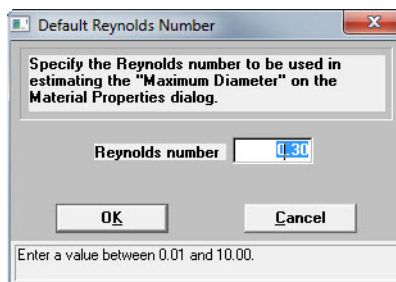 Default Reynolds Number
Specify the Reynolds number to be used in
estimating the "Maximum Diameter" on the
Material Properties dialog.
Reynolds number 0.30
OK Cancel
Enter a value between 0.01 and 10.00.